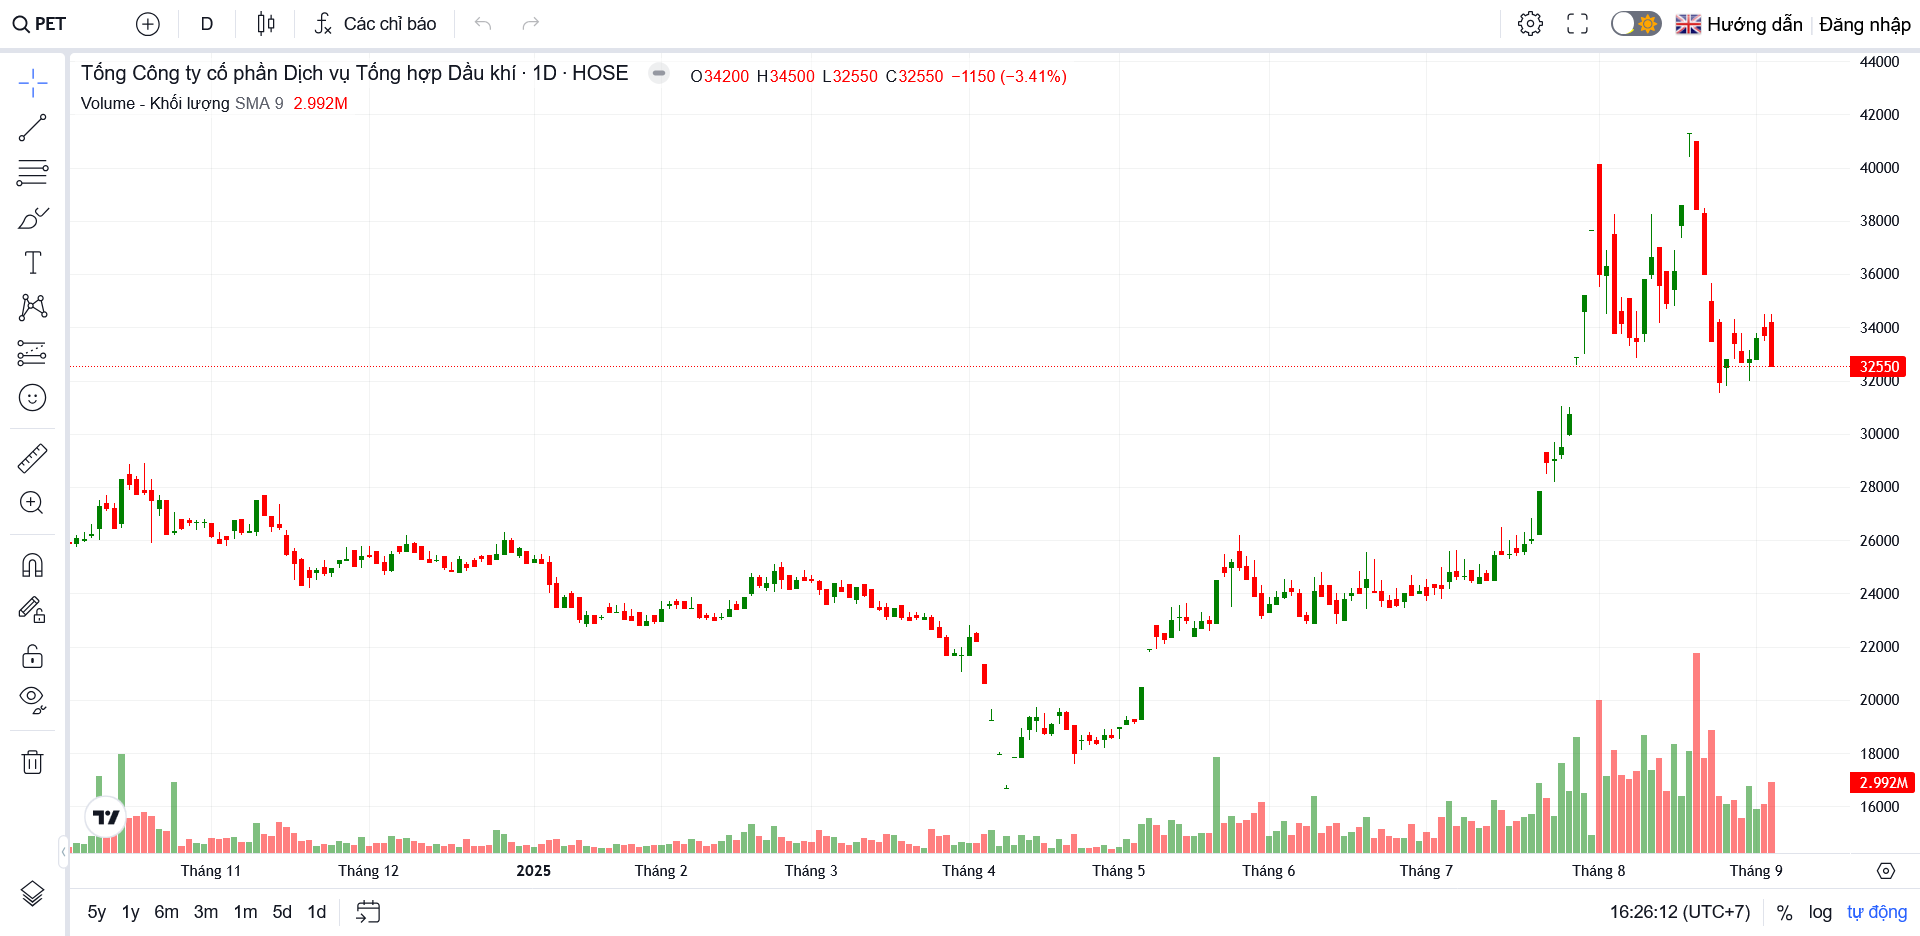 PET D Các chỉ báo Hướng dẫn Đăng nhập
Tổng Công ty cổ phần Dịch vụ Tổng hợp Dầu khí · 1D · HOSE O34200 H34500 L32550 C32550 −1150 (−3.41%)
Volume - Khối lượng SMA 9 2.992M
44000
42000
40000
38000
36000
34000
32550
32000
30000
28000
26000
24000
22000
20000
18000
2.992M
16000
Tháng 11 Tháng 12 2025 Tháng 2 Tháng 3 Tháng 4 Tháng 5 Tháng 6 Tháng 7 Tháng 8 Tháng 9
5y 1y 6m 3m 1m 5d 1d 16:26:12 (UTC+7) % log tự động